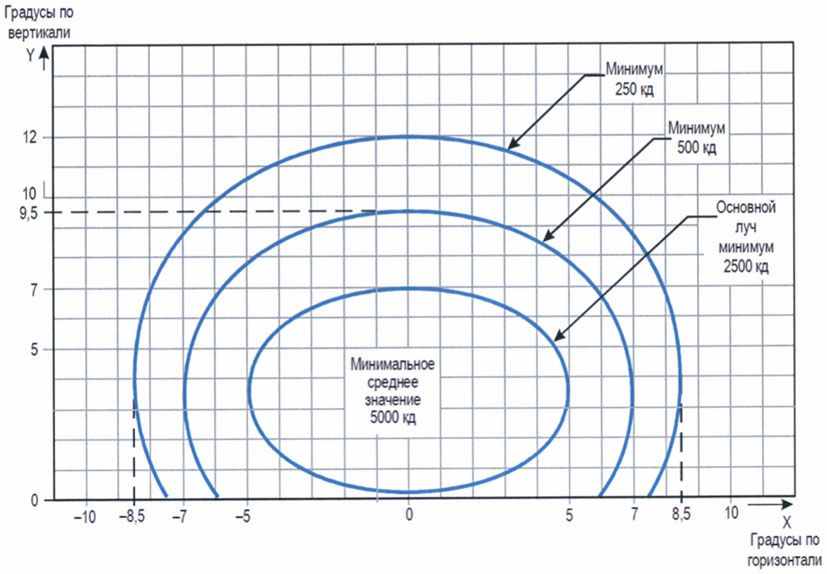 Градусы по
вертикали
Y
Минимум
250 кд
12
Минимум
500 кд
10
9,5
Основной
луч
минимум
2500 кд
7
5
Минимальное
среднее
значение
5000 кд
0
–10
–8,5
–7
–5
0
5
7
8,5
10
X
Градусы по
горизонтали